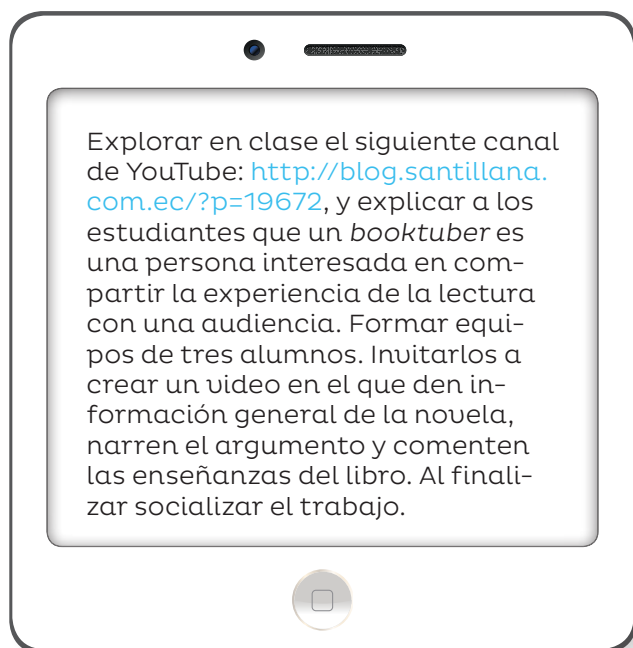 Explorar en clase el siguiente canal
de YouTube: http://blog.santillana.
com.ec/?p=19672, y explicar a los
estudiantes que un booktuber es
una persona interesada en com-
partir la experiencia de la lectura
con una audiencia. Formar equi-
pos de tres alumnos. Invitarlos a
crear un video en el que den in-
formación general de la novela,
narren el argumento y comenten
las enseñanzas del libro. Al finali-
zar socializar el trabajo.